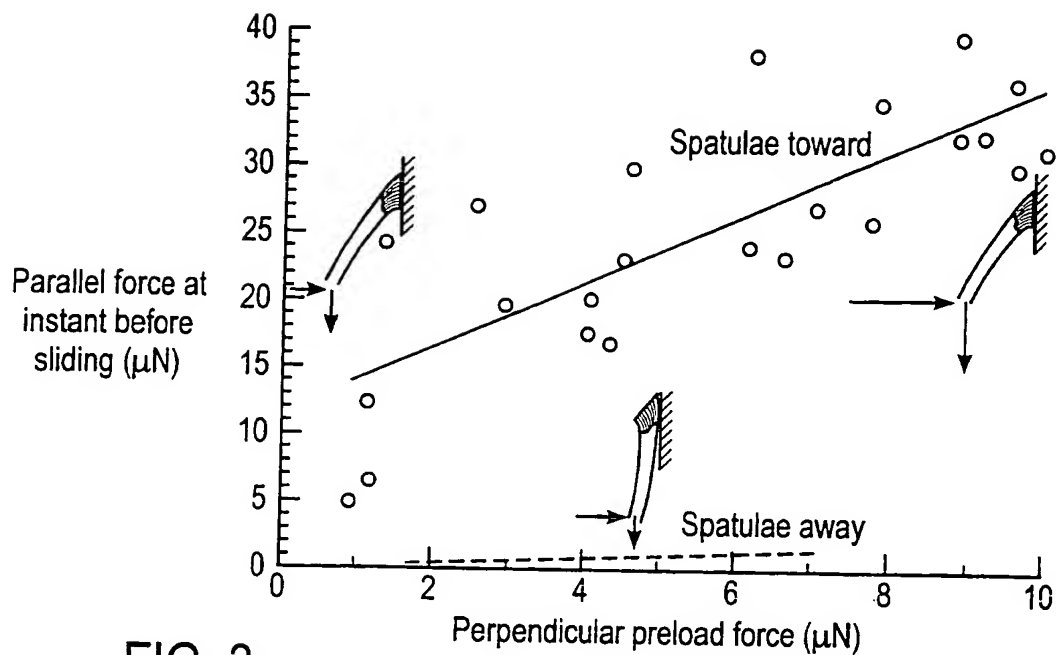 40
35
30
25
20
15
10
5
0
Parallel force at
instant before
sliding (μN)
Spatulae toward
Spatulae away
0 2 4 6 8 10
Perpendicular preload force (μN)